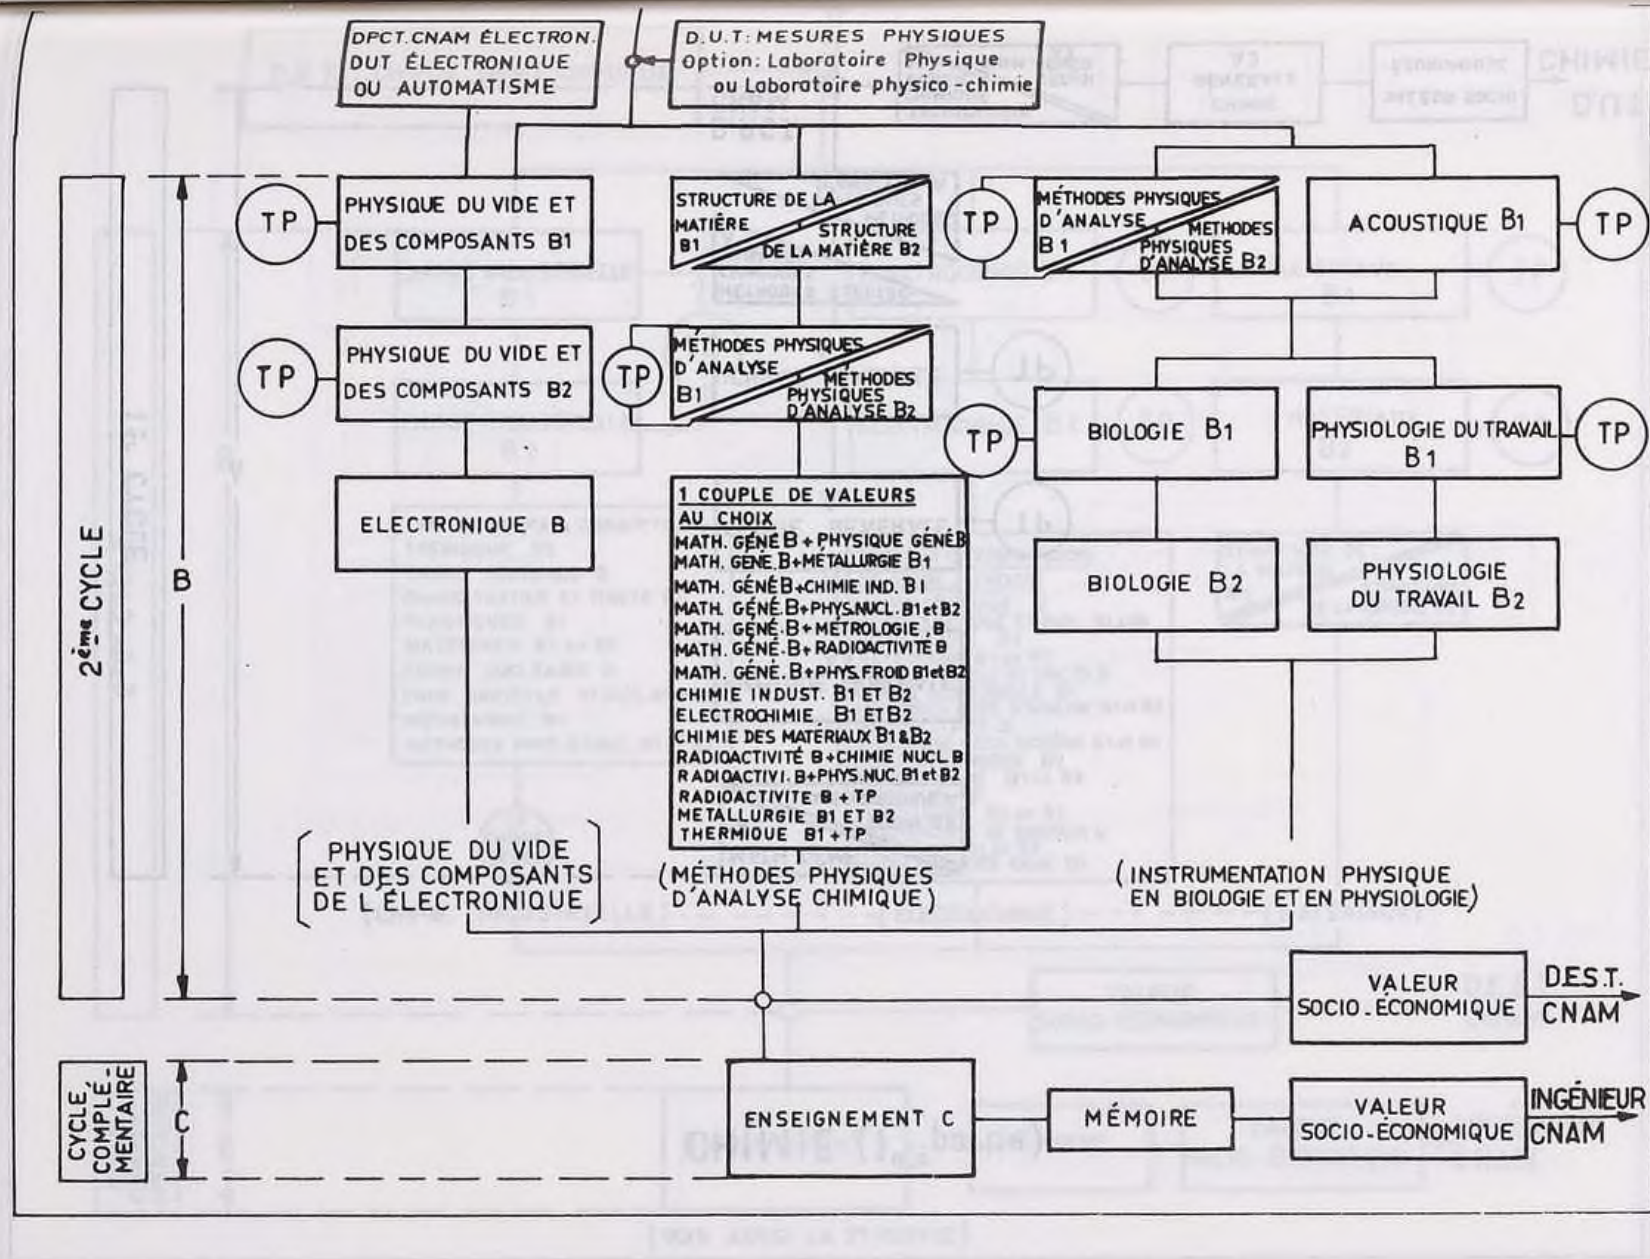 DPCT.CNAM ÉLECTRON.
DUT ÉLECTRONIQUE
OU AUTOMATISME
D.U.T: MESURES PHYSIQUES
Option: Laboratoire Physique
ou Laboratoire physico-chimie
2ème CYCLE
B
TP
PHYSIQUE DU VIDE ET
DES COMPOSANTS B1
STRUCTURE DE LA
MATIÈRE
B1
STRUCTURE
DE LA MATIÈRE B2
TP
MÉTHODES PHYSIQUES
D'ANALYSE
B1
METHODES
PHYSIQUES
D'ANALYSE B2
ACOUSTIQUE B1
TP
TP
PHYSIQUE DU VIDE ET
DES COMPOSANTS B2
TP
MÉTHODES PHYSIQUES
D'ANALYSE
B1
MÉTHODES
PHYSIQUES
D'ANALYSE B2
TP
BIOLOGIE B1
PHYSIOLOGIE DU TRAVAIL
B1
TP
ELECTRONIQUE B
1 COUPLE DE VALEURS
AU CHOIX
MATH. GÉNÉ B + PHYSIQUE GÉNÉ B
MATH. GENE. B+MÉTALLURGIE B1
MATH. GÉNÉ B+CHIMIE IND. B1
MATH. GÉNÉ.B+PHYS.NUCL. B1et B2
MATH. GÉNÉ.B+MÉTROLOGIE B
MATH. GÉNÉ.B+RADIOACTIVITÉ B
MATH. GÉNÉ. B+PHYS. FROID B1et B2
CHIMIE INDUST. B1 ET B2
ELECTROCHIMIE B1 ET B2
CHIMIE DES MATÉRIAUX B1&B2
RADIOACTIVITÉ B+CHIMIE NUCL. B
RADIOACTIVI. B+PHYS.NUC. B1et B2
RADIOACTIVITE B + TP
METALLURGIE B1 ET B2
THERMIQUE B1+TP
BIOLOGIE B2
PHYSIOLOGIE
DU TRAVAIL B2
PHYSIQUE DU VIDE
ET DES COMPOSANTS
DE L'ÉLECTRONIQUE
(MÉTHODES PHYSIQUES
D'ANALYSE CHIMIQUE)
(INSTRUMENTATION PHYSIQUE
EN BIOLOGIE ET EN PHYSIOLOGIE)
VALEUR
SOCIO-ÉCONOMIQUE
D.E.S.T.
CNAM
CYCLE
COMPLÉ-
MENTAIRE
C
ENSEIGNEMENT C
MÉMOIRE
VALEUR
SOCIO-ÉCONOMIQUE
INGÉNIEUR
CNAM